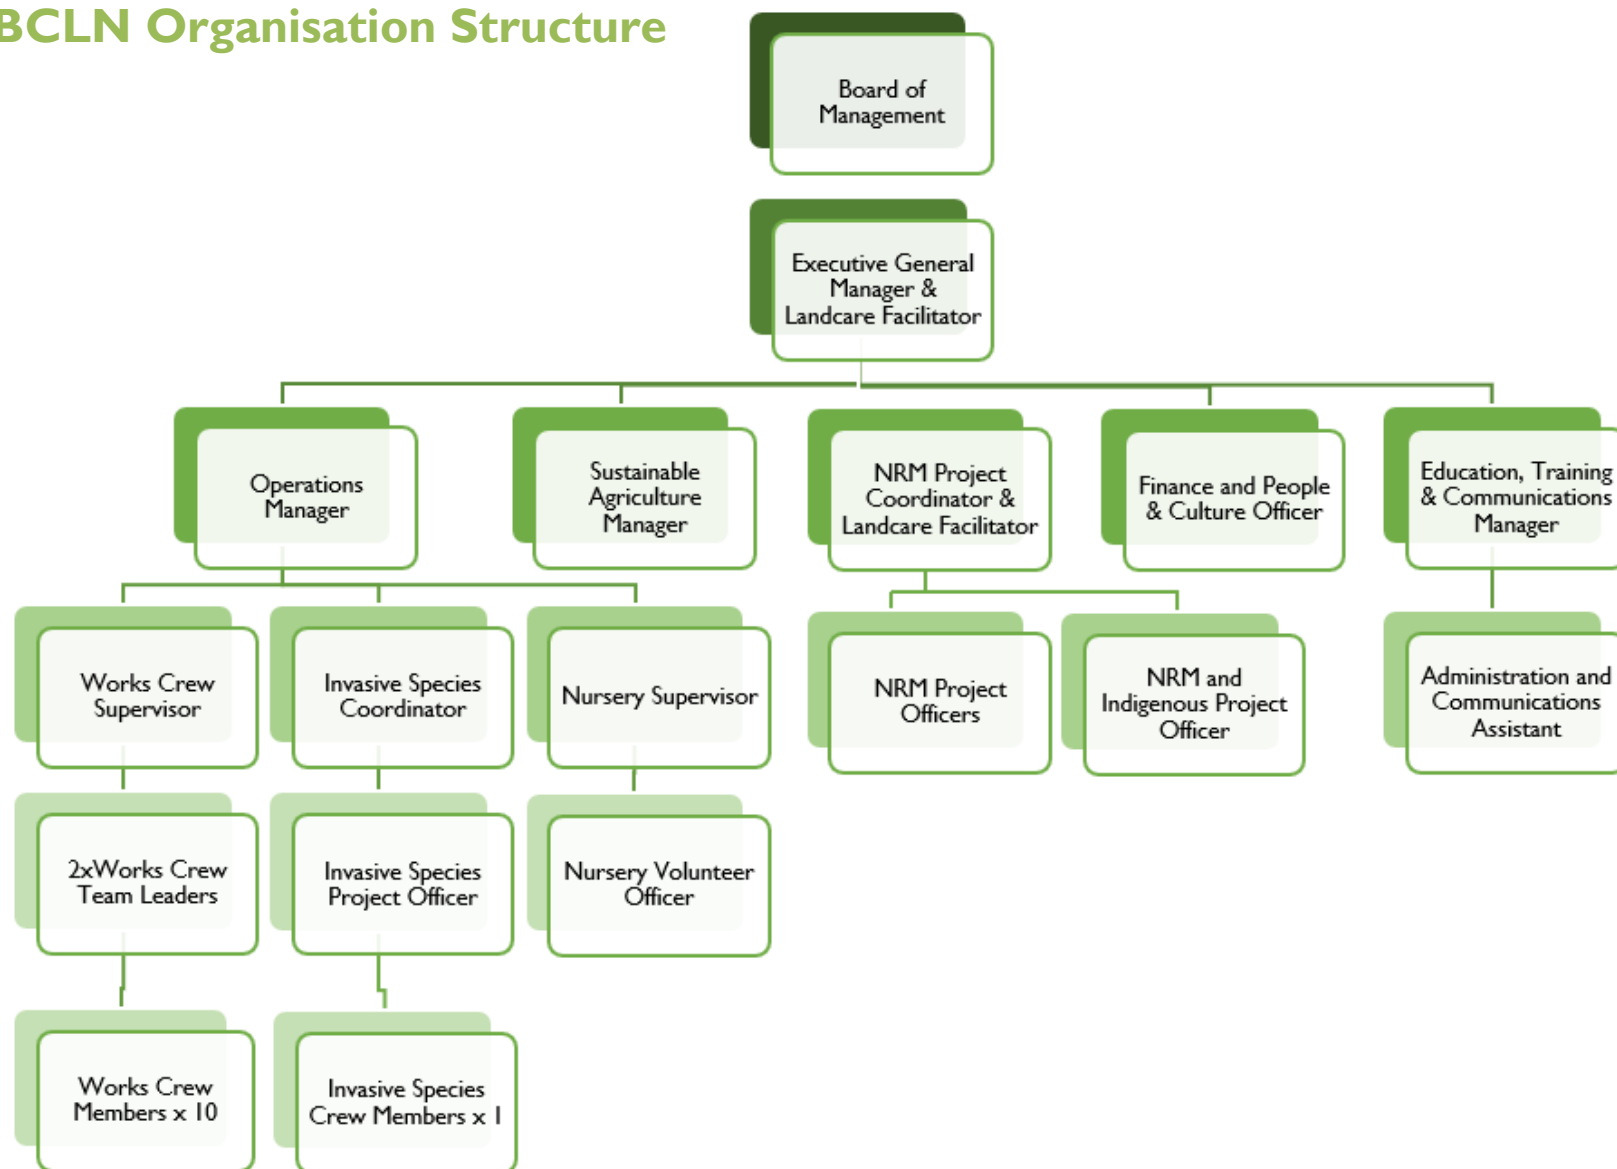 BCLN Organisation Structure
Board of
Management
Executive General
Manager &
Landcare Facilitator
Operations
Manager
Sustainable
Agriculture
Manager
NRM Project
Coordinator &
Landcare Facilitator
Finance and People
& Culture Officer
Education, Training
& Communications
Manager
Works Crew
Supervisor
Invasive Species
Coordinator
Nursery Supervisor
NRM Project
Officers
NRM and
Indigenous Project
Officer
Administration and
Communications
Assistant
2xWorks Crew
Team Leaders
Invasive Species
Project Officer
Nursery Volunteer
Officer
Works Crew
Members x 10
Invasive Species
Crew Members x 1